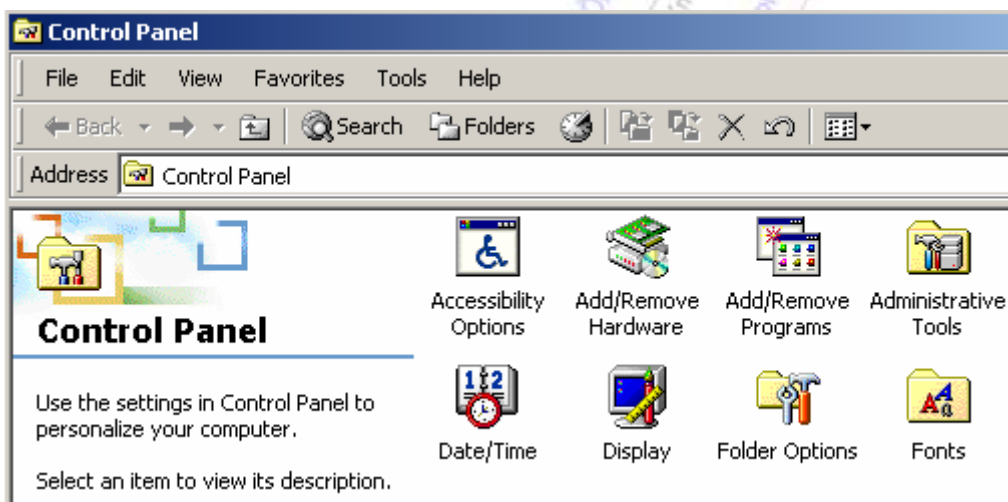 Control Panel
File Edit View Favorites Tools Help
Back Search Folders
Address Control Panel
Control Panel
Use the settings in Control Panel to
personalize your computer.
Select an item to view its description.
Accessibility Options
Add/Remove Hardware
Add/Remove Programs
Administrative Tools
Date/Time
Display
Folder Options
Fonts